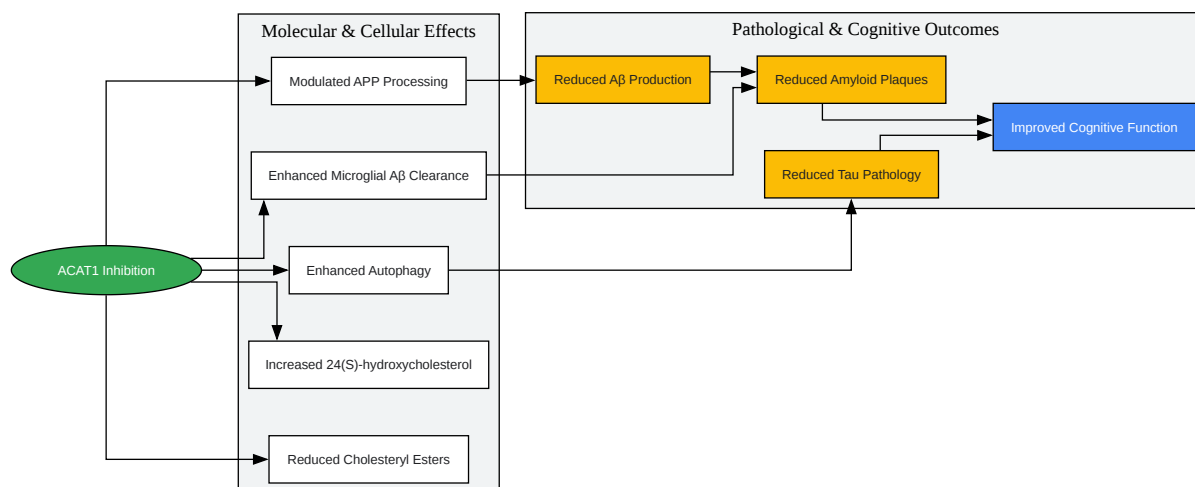 Molecular & Cellular Effects
Pathological & Cognitive Outcomes
Modulated APP Processing
Reduced Aβ Production
Reduced Amyloid Plaques
Improved Cognitive Function
Enhanced Microglial Aβ Clearance
Reduced Tau Pathology
ACAT1 Inhibition
Enhanced Autophagy
Increased 24(S)-hydroxycholesterol
Reduced Cholesteryl Esters